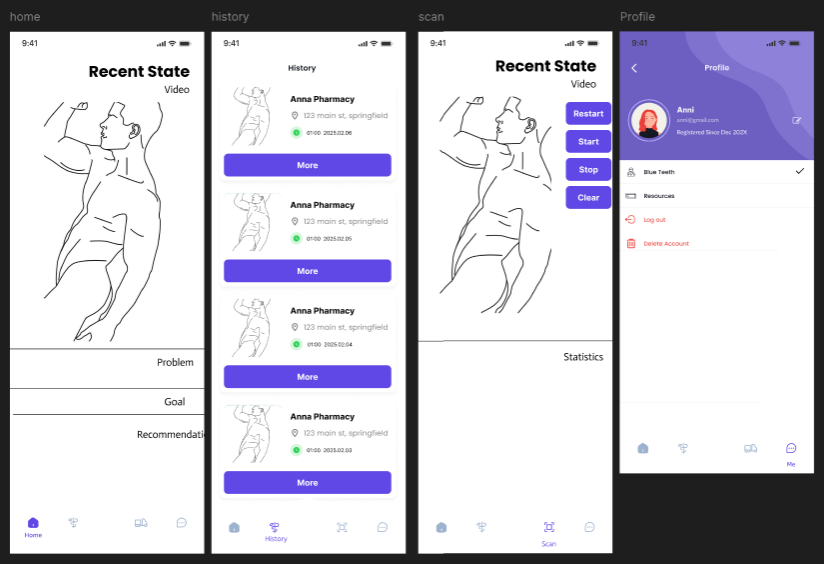 home
9:41
Recent State
Video
Problem
Goal
Recommendati
Home
history
9:41
History
Anna Pharmacy
123 main st, springfield
01:00 2025.02.06
More
Anna Pharmacy
123 main st, springfield
01:00 2025.02.05
More
Anna Pharmacy
123 main st, springfield
01:00 2025.02.04
More
Anna Pharmacy
123 main st, springfield
01:00 2025.02.03
More
History
scan
9:41
Recent State
Video
Restart
Start
Stop
Clear
Statistics
Scan
Profile
9:41
Profile
Anni
anni@gmail.com
Registered Since Dec 202X
Blue Teeth
Resources
Log out
Delete Account
Me